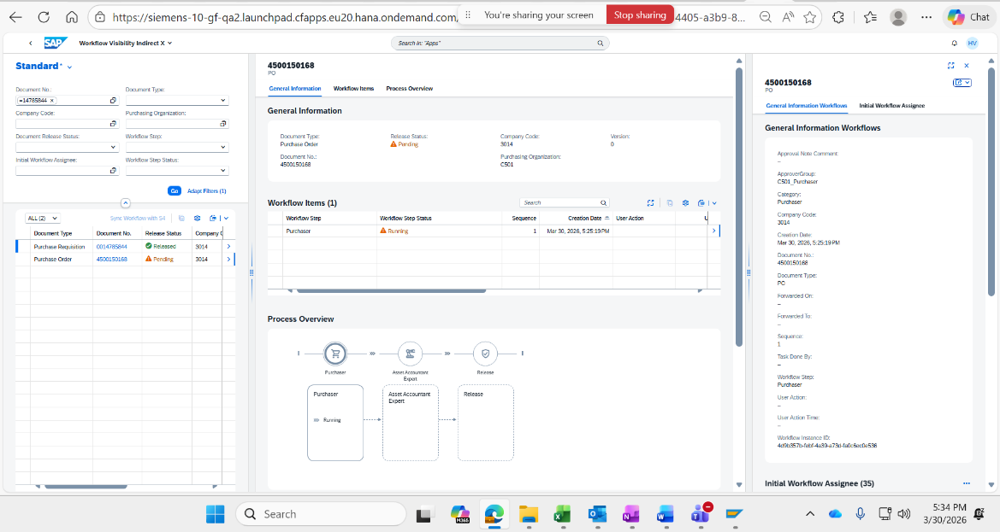 https://siemens-10-gf-qa2.launchpad.cfapps.eu20.hana.ondemand.com,
You're sharing your screen
Stop sharing
4405-a3b9-8...
Chat
SAP
Workflow Visibility Indirect X
Search In: "Apps"
HV
Standard*
Document No.:
Document Type:
=14785844
Company Code:
Purchasing Organization:
Document Release Status:
Workflow Step:
Initial Workflow Assignee:
Workflow Step Status:
Go
Adapt Filters (1)
ALL (2)
Sync Workflow with S4
Document Type
Document No.
Release Status
Company C
Purchase Requisition
0014785844
Released
3014
Purchase Order
4500150168
Pending
3014
4500150168
PO
General Information
Workflow Items
Process Overview
General Information
Document Type:
Purchase Order
Release Status:
Pending
Company Code:
3014
Version:
0
Document No.:
4500150168
Purchasing Organization:
C501
Workflow Items (1)
Search
Workflow Step
Workflow Step Status
Sequence
Creation Date
User Action
U
Purchaser
Running
1
Mar 30, 2026, 5:25:19 PM
Process Overview
Purchaser
Asset Accountant
Expert
Release
Purchaser
Running
Asset Accountant
Expert
Release
4500150168
PO
General Information Workflows
Initial Workflow Assignee
General Information Workflows
Approval Note Comment:
–
ApproverGroup:
C501_Purchaser
Category:
Purchaser
Company Code:
3014
Creation Date:
Mar 30, 2026, 5:25:19 PM
Document No.:
4500150168
Document Type:
PO
Forwarded On:
–
Forwarded To:
–
Sequence:
1
Task Done By:
–
Workflow Step:
Purchaser
User Action:
–
User Action Time:
–
Workflow Instance ID:
Initial Workflow Assignee (35)
Search
M365
5:34 PM
3/30/2026